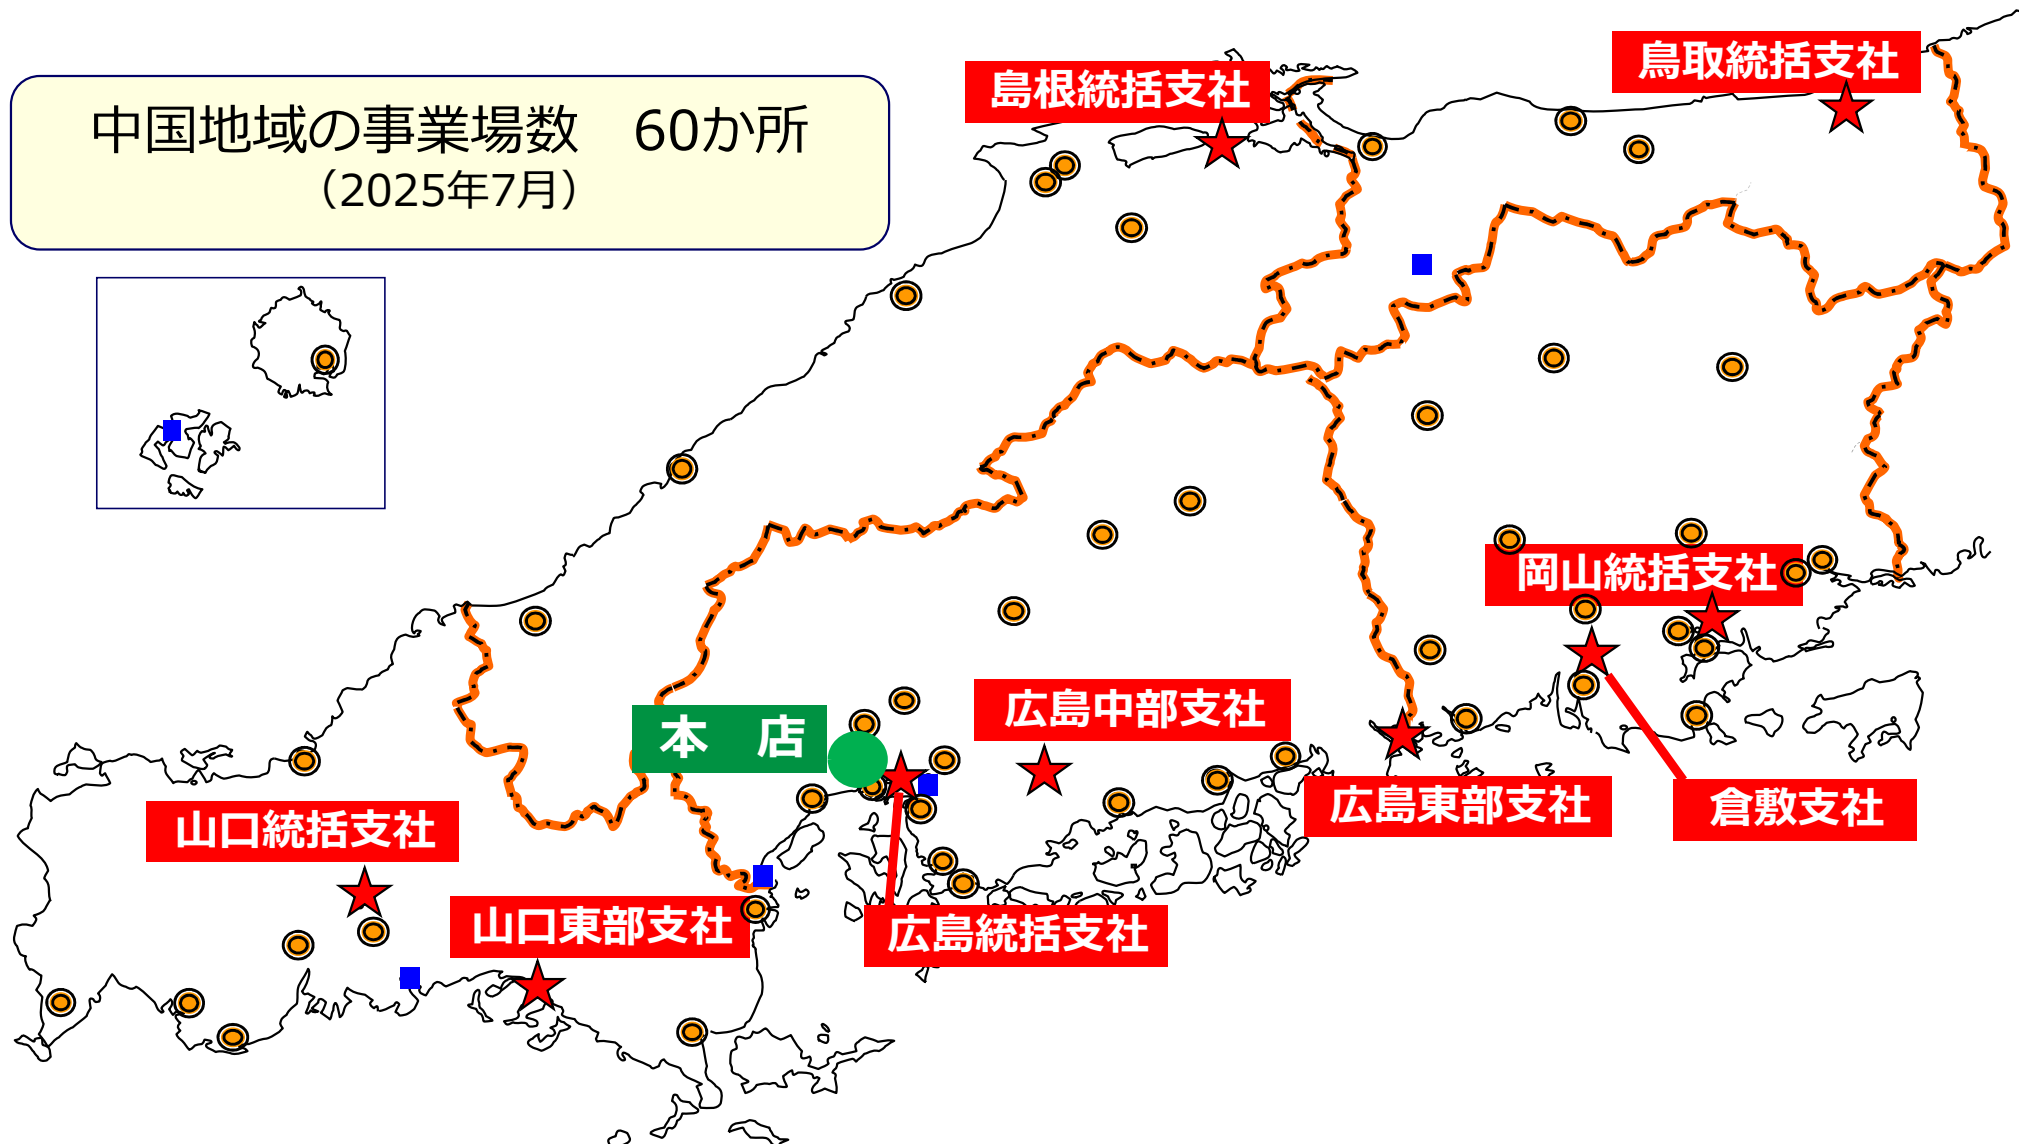 中国地域の事業場数　60か所
（2025年7月）
島根統括支社
鳥取統括支社
岡山統括支社
広島中部支社
本　店
広島東部支社
倉敷支社
山口統括支社
山口東部支社
広島統括支社